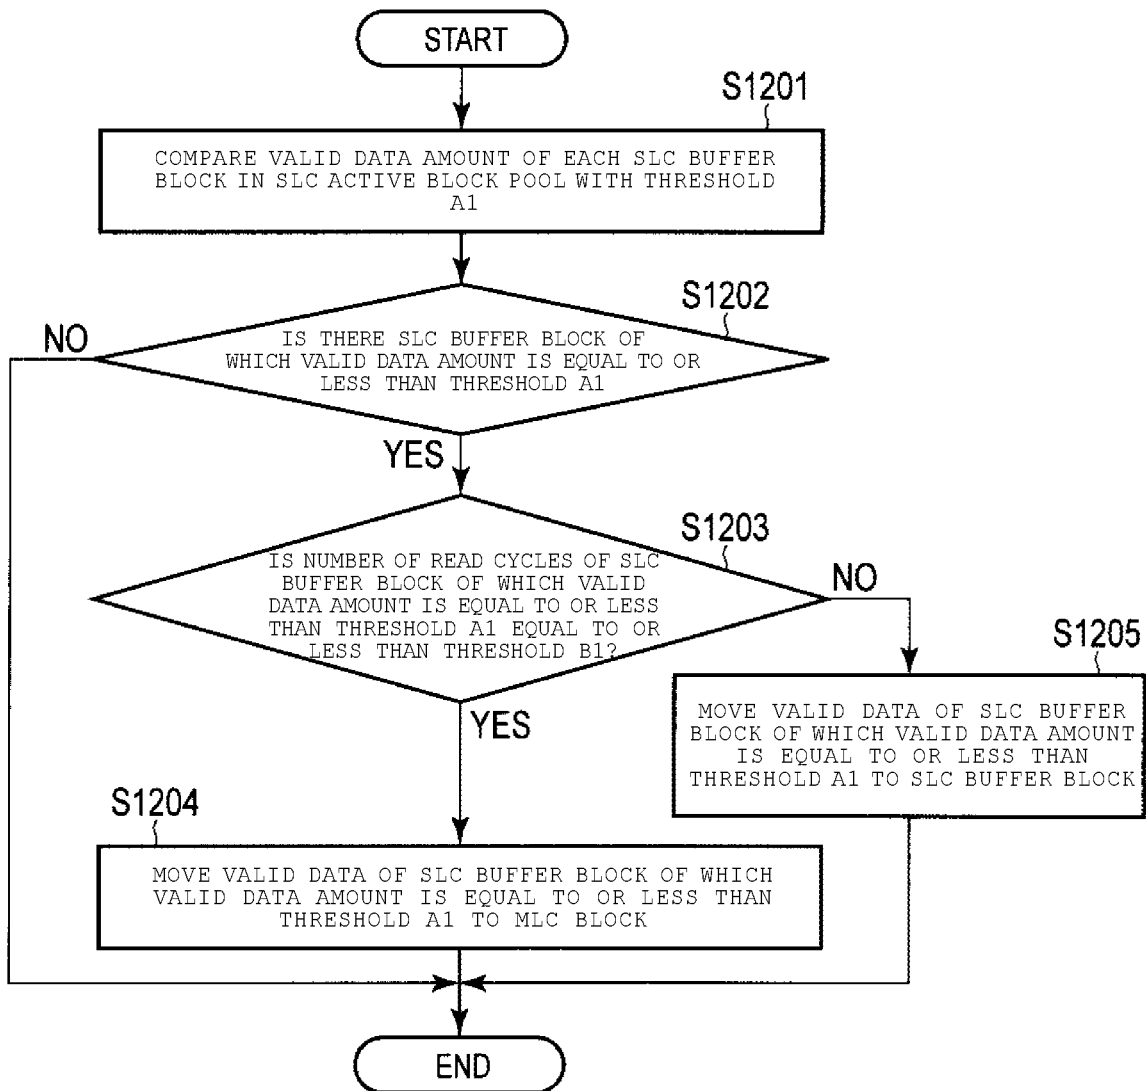 START
S1201
COMPARE VALID DATA AMOUNT OF EACH SLC BUFFER
BLOCK IN SLC ACTIVE BLOCK POOL WITH THRESHOLD
A1
S1202
NO
IS THERE SLC BUFFER BLOCK OF
WHICH VALID DATA AMOUNT IS EQUAL TO OR
LESS THAN THRESHOLD A1
YES
S1203
IS NUMBER OF READ CYCLES OF SLC
BUFFER BLOCK OF WHICH VALID
DATA AMOUNT IS EQUAL TO OR LESS
THAN THRESHOLD A1 EQUAL TO OR
LESS THAN THRESHOLD B1?
NO
YES
S1205
MOVE VALID DATA OF SLC BUFFER
BLOCK OF WHICH VALID DATA AMOUNT
IS EQUAL TO OR LESS THAN
THRESHOLD A1 TO SLC BUFFER BLOCK
S1204
MOVE VALID DATA OF SLC BUFFER BLOCK OF WHICH
VALID DATA AMOUNT IS EQUAL TO OR LESS THAN
THRESHOLD A1 TO MLC BLOCK
END